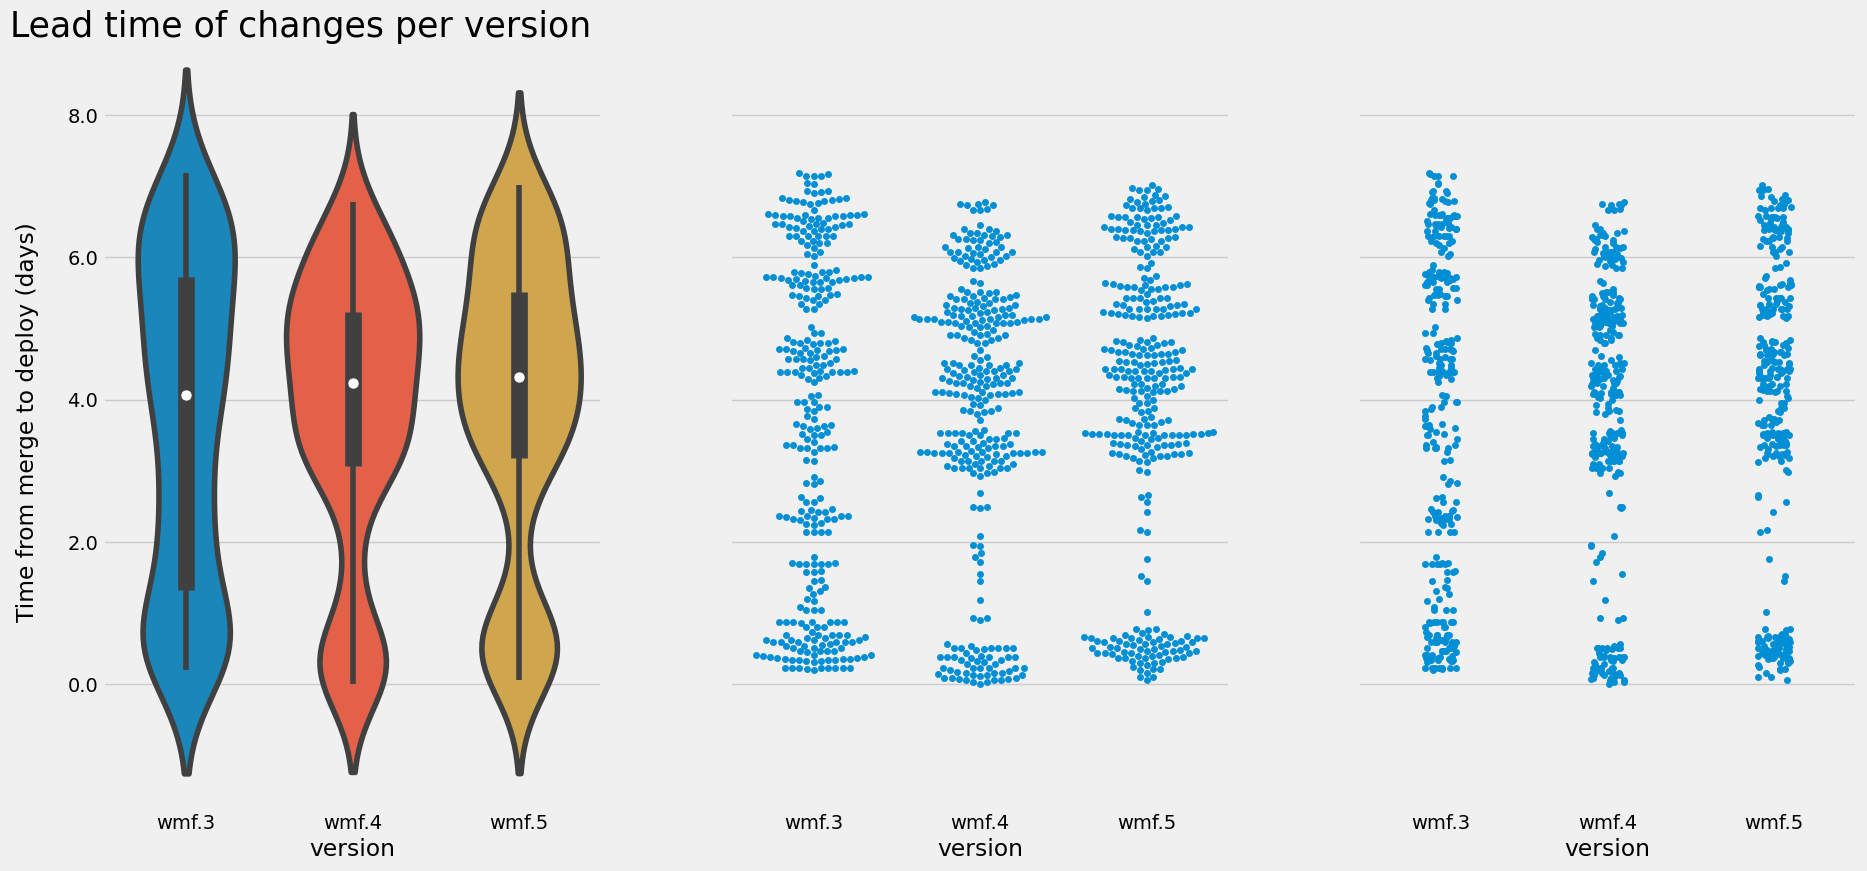 Lead time of changes per version
Time from merge to deploy (days)
8.0
6.0
4.0
2.0
0.0
wmf.3 wmf.4 wmf.5
version
wmf.3 wmf.4 wmf.5
version
wmf.3 wmf.4 wmf.5
version